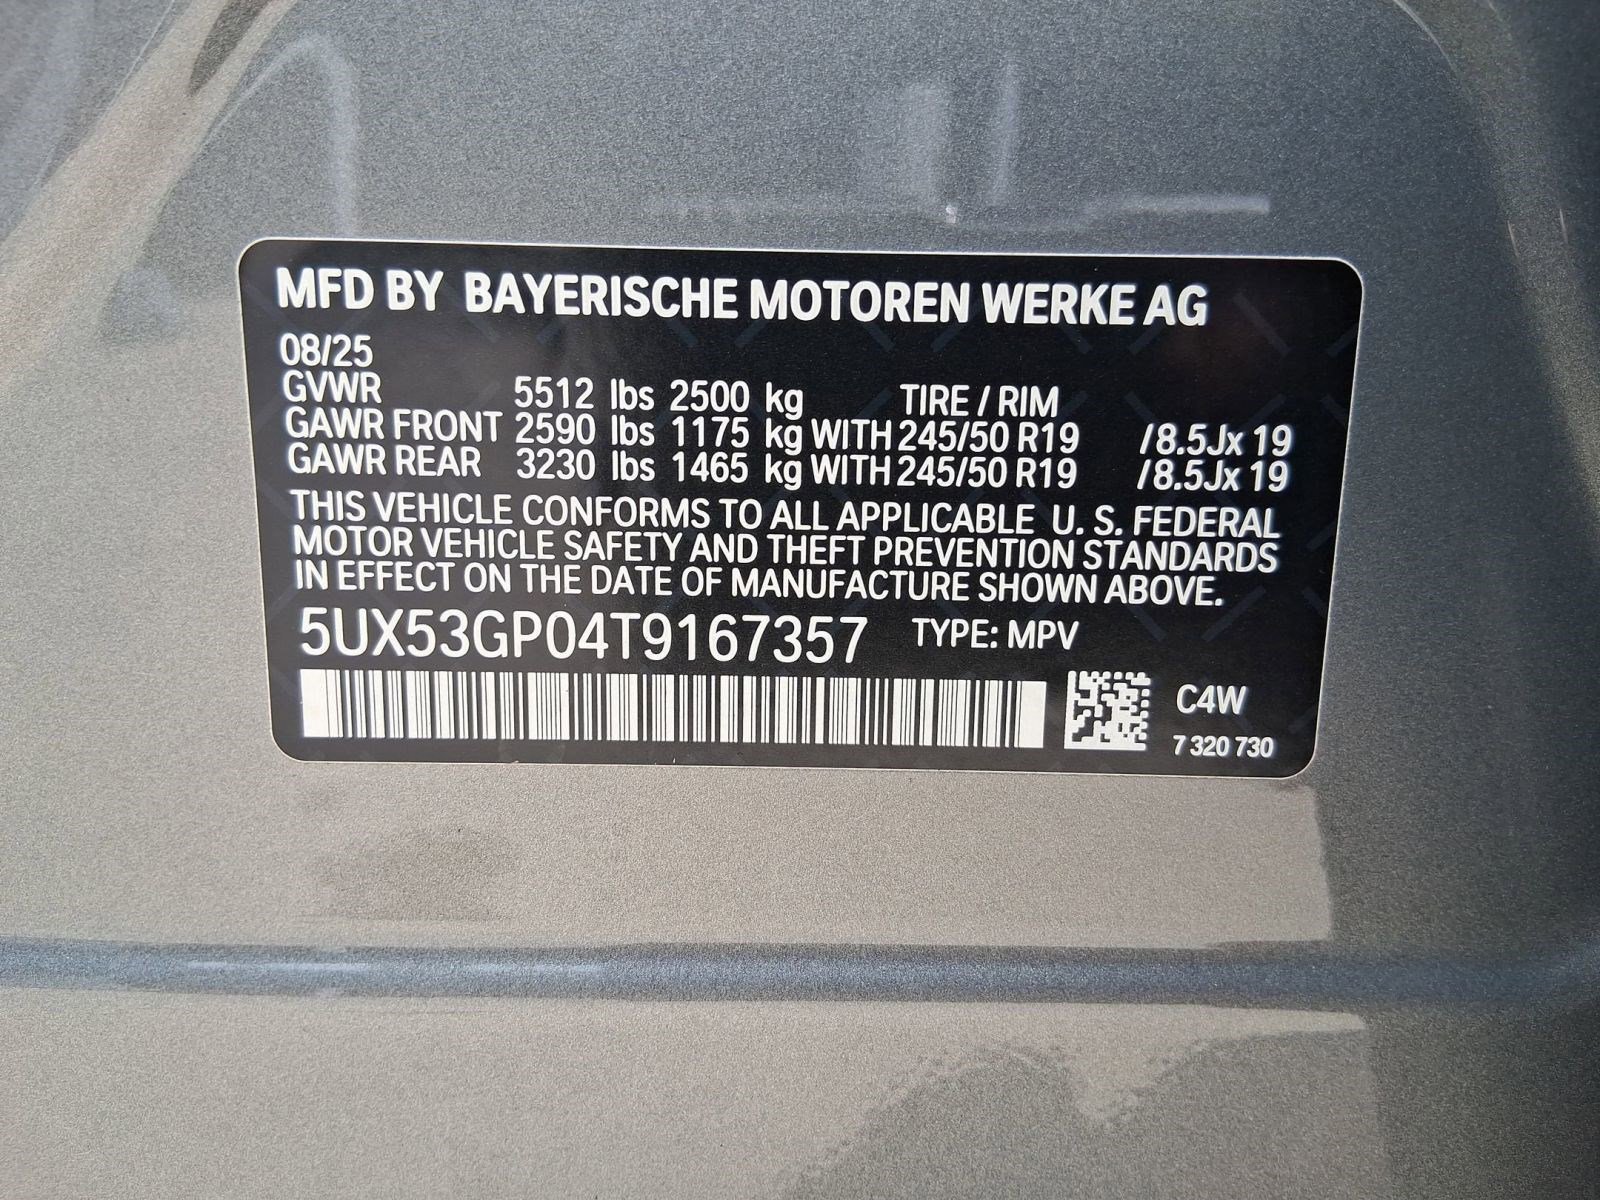 MFD BY BAYERISCHE MOTOREN WERKE AG
08/25
GVWR 5512 lbs 2500 kg TIRE / RIM
GAWR FRONT 2590 lbs 1175 kg WITH 245/50 R19 /8.5Jx 19
GAWR REAR 3230 lbs 1465 kg WITH 245/50 R19 /8.5Jx 19
THIS VEHICLE CONFORMS TO ALL APPLICABLE U. S. FEDERAL
MOTOR VEHICLE SAFETY AND THEFT PREVENTION STANDARDS
IN EFFECT ON THE DATE OF MANUFACTURE SHOWN ABOVE.
5UX53GP04T9167357 TYPE: MPV
C4W
7 320 730